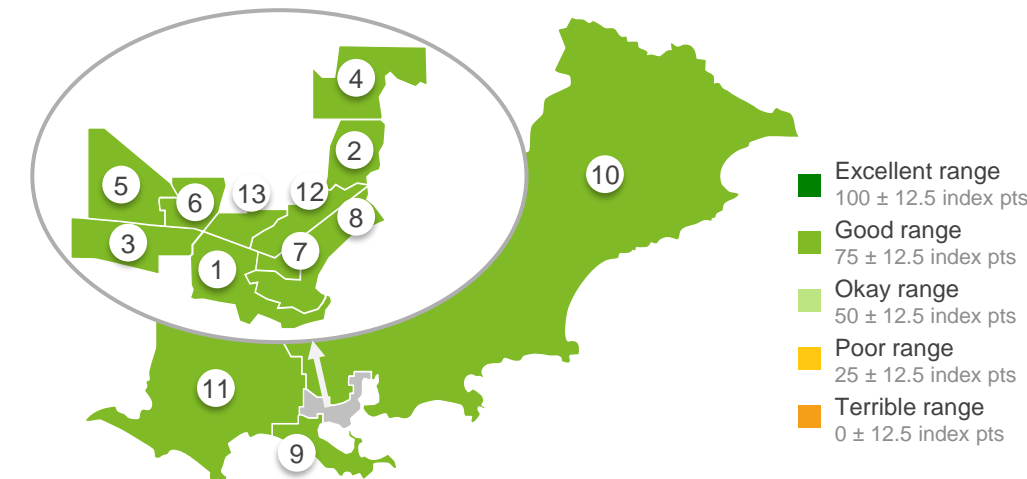 4
2
5
6
13
12
10
8
3
7
1
11
9
Excellent range
100 ± 12.5 index pts
Good range
75 ± 12.5 index pts
Okay range
50 ± 12.5 index pts
Poor range
25 ± 12.5 index pts
Terrible range
0 ± 12.5 index pts